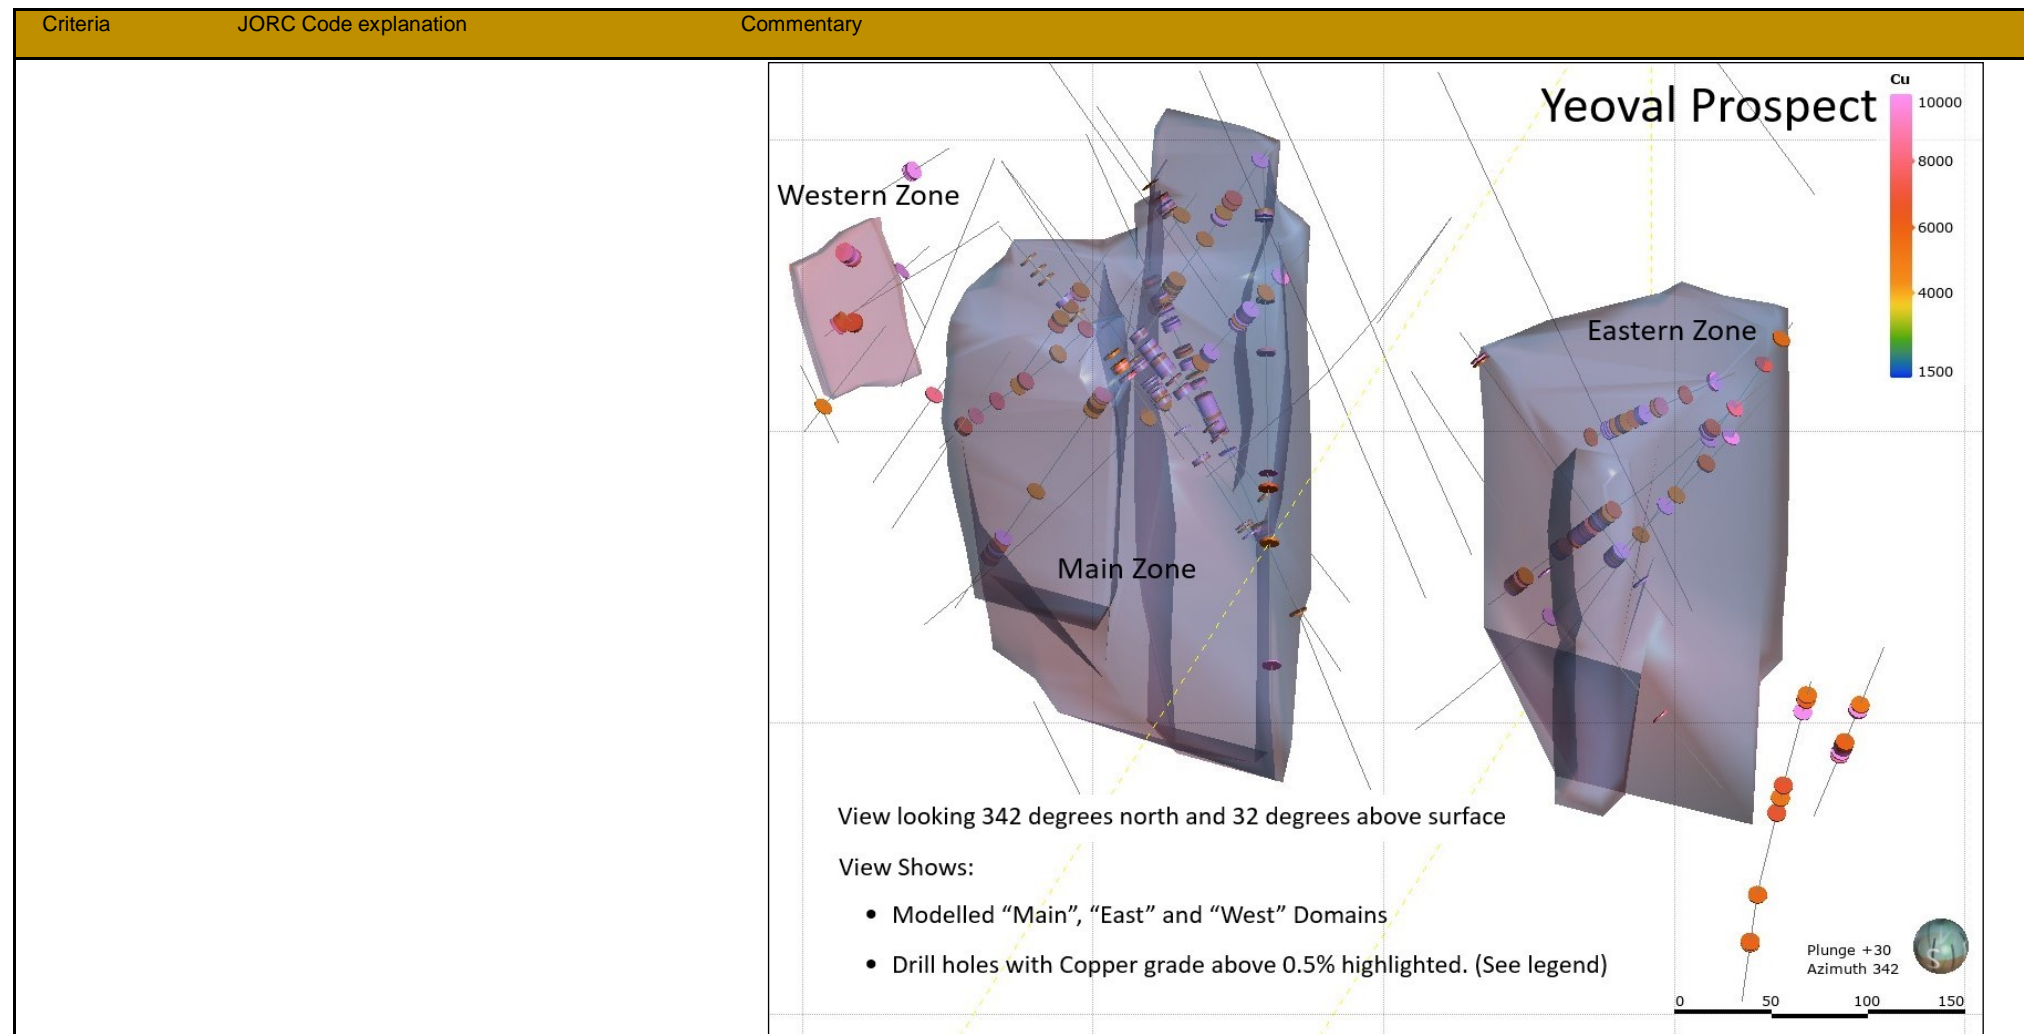 Criteria JORC Code explanation Commentary
Yeoval Prospect
Cu
10000
8000
6000
4000
1500
Western Zone
Eastern Zone
Main Zone
View looking 342 degrees north and 32 degrees above surface
View Shows:
• Modelled “Main”, “East” and “West” Domains
• Drill holes with Copper grade above 0.5% highlighted. (See legend)
Plunge +30
Azimuth 342
S
0 50 100 150